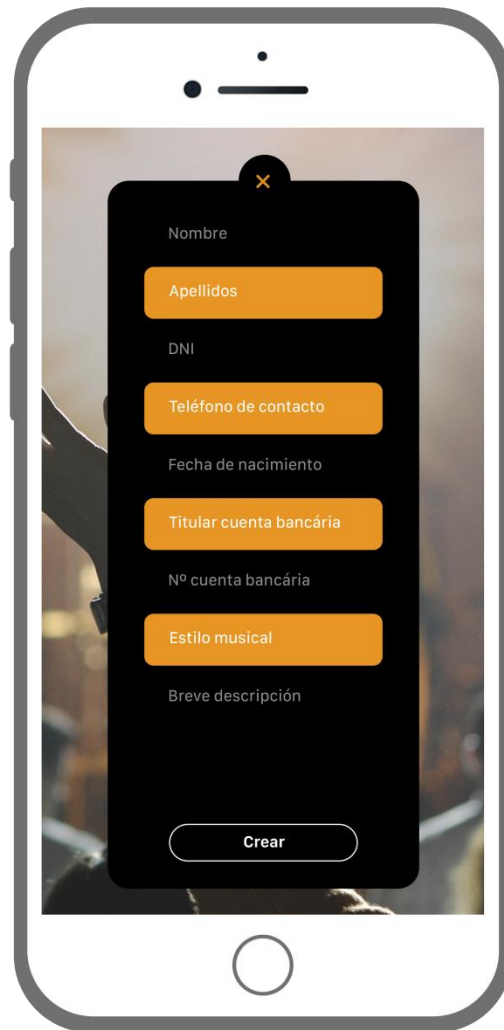 Nombre
Apellidos
DNI
Teléfono de contacto
Fecha de nacimiento
Titular cuenta bancária
Nº cuenta bancária
Estilo musical
Breve descripción
Crear